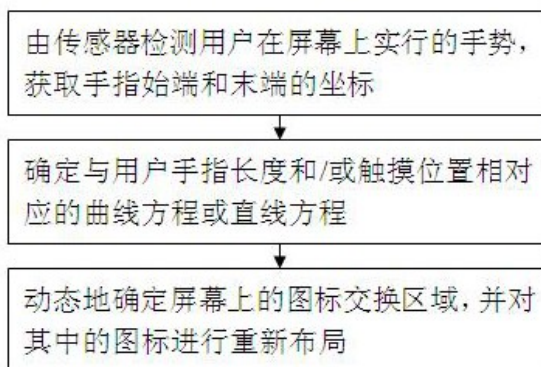 由传感器检测用户在屏幕上实行的手势，
获取手指始端和末端的坐标
确定与用户手指长度和/或触摸位置相对
应的曲线方程或直线方程
动态地确定屏幕上的图标交换区域，并对
其中的图标进行重新布局